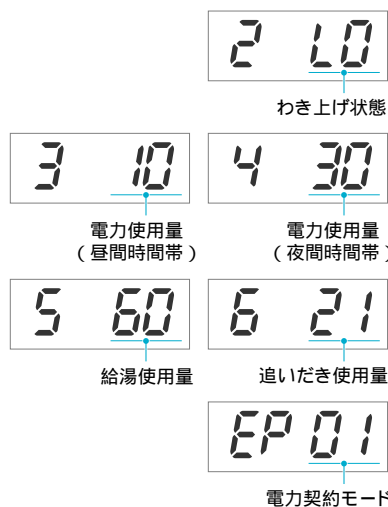 2 L0
わき上げ状態
3 10
4 30
電力使用量
(昼間時間帯)
電力使用量
(夜間時間帯)
5 60
6 21
給湯使用量
追いだき使用量
EP 01
電力契約モード